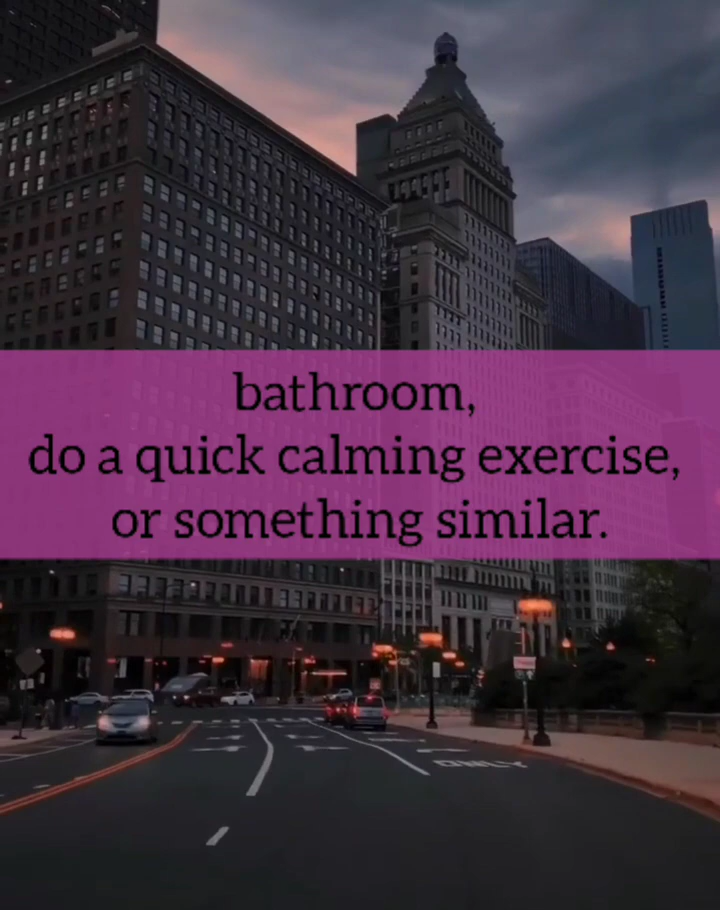 bathroom,
do a quick calming exercise,
or something similar.
ONLY